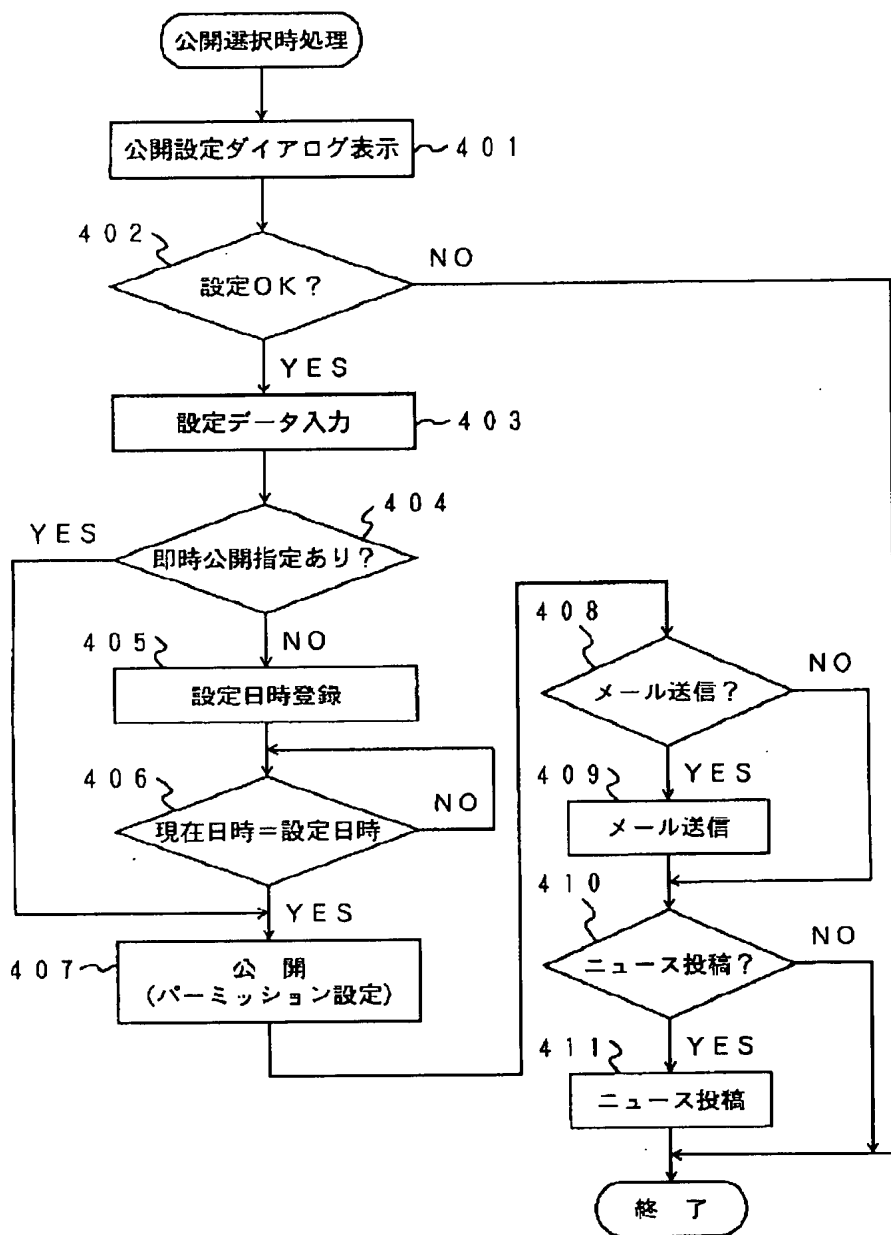 公開選択時処理
公開設定ダイアログ表示 401
402
設定OK？
NO
YES
設定データ入力 403
404
YES
即時公開指定あり？
NO
405
設定日時登録
406
現在日時＝設定日時
NO
YES
407
公 開
(パーミッション設定)
408
メール送信？
NO
YES
409
メール送信
410
ニュース投稿？
NO
YES
411
ニュース投稿
終 了